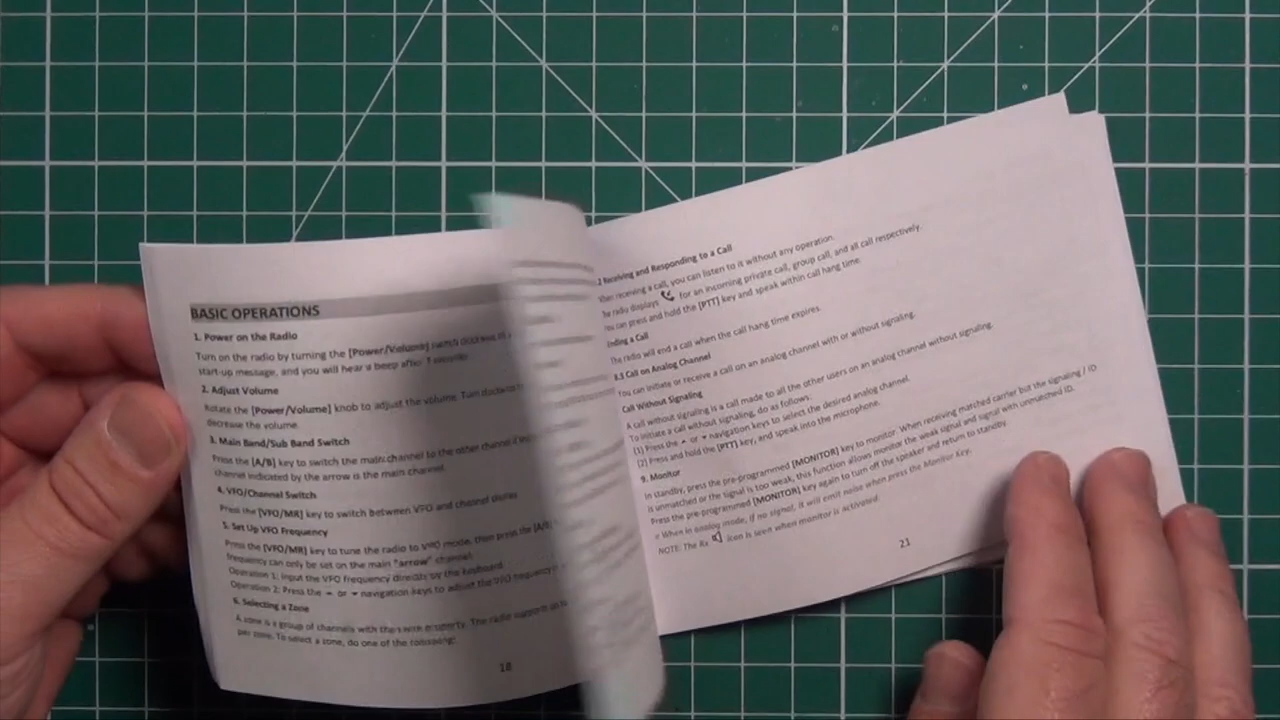 BASIC OPERATIONS
1. Power on the Radio
Turn on the radio by turning the [Power/Volume]
start-up message, and you will hear a beep after
2. Adjust Volume
Rotate the [Power/Volume] knob to adjust the volume. Turn
decrease the volume.
3. Main Band/Sub Band Switch
Press the [A/B] key to switch the main channel to the other channel
channel indicated by the arrow is the main channel.
4. VFO/Channel Switch
Press the [VFO/MR] key to switch between VFO and channel
5. Set Up VFO Frequency
Press the [VFO/MR] key to tune the radio to VFO mode, then press the [A/B]
frequency can only be set on the main "arrow" channel.
Operation 1: Input the VFO frequency directly by the keyboard.
Operation 2: Press the or navigation keys to adjust the VFO frequency
6. Selecting a Zone
A zone is a group of channels with the property. The radio supports
per zone. To select a zone, do one of the following:
18
Receiving and Responding to a Call
receiving a call, you can listen to it without any operation.
radio displays for an incoming private call, group call, and all call respectively.
can press and hold the [PTT] key and speak within call hang time.
a Call
The radio will end a call when the call hang time expires.
Call on Analog Channel
You can initiate or receive a call on an analog channel with or without signaling.
Call Without Signaling
A call without signaling is a call made to all the other users on an analog channel without signaling.
To initiate a call without signaling, do as follows:
(1) Press the or navigation keys to select the desired analog channel.
(2) Press and hold the [PTT] key, and speak into the microphone.
9. Monitor
In standby, press the pre-programmed [MONITOR] key to monitor. When receiving matched carrier but the signaling / ID
is unmatched or the signal is too weak, this function allows monitor the weak signal and signal with unmatched ID.
Press the pre-programmed [MONITOR] key again to turn off the speaker and return to standby.
When in analog mode, if no signal, it will emit noise when press the Monitor Key.
NOTE: The Rx icon is seen when monitor is activated.
21